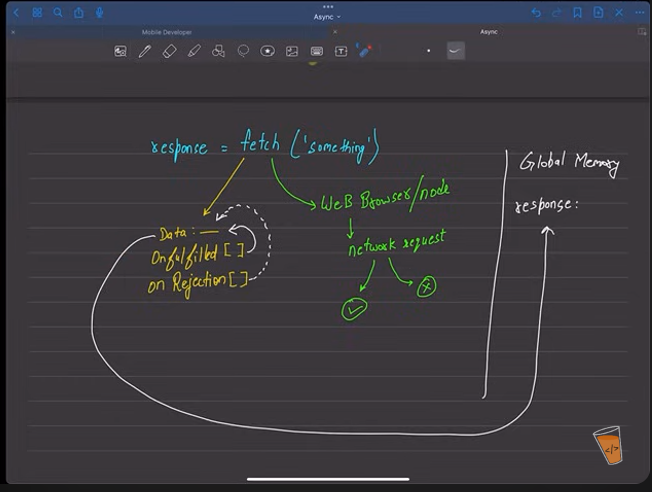 Async
Mobile Developer
Async
response = fetch ('something')
Global Memory
Web Browser/node
response:
Data: —
network request
Onfulfilled [ ]
on Rejection [ ]
</>